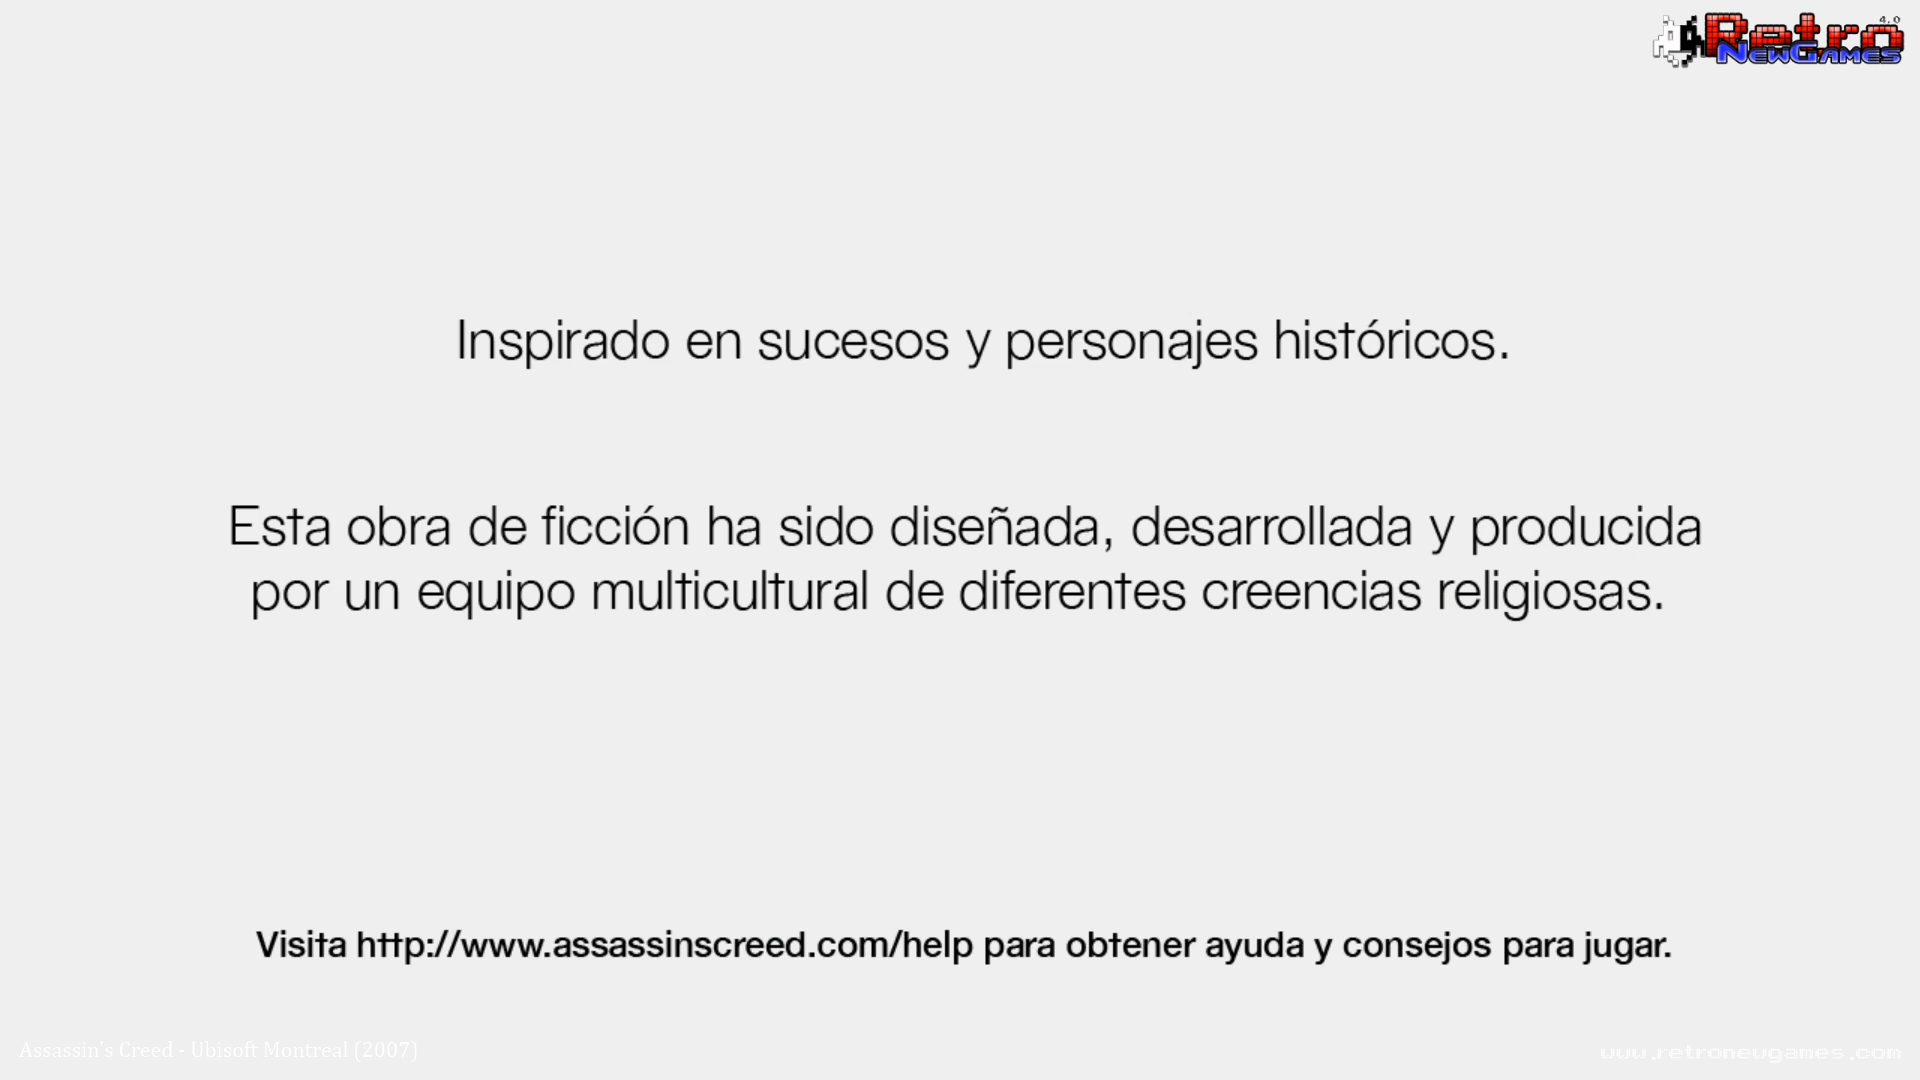 4.0
Retro
NewGames
Inspirado en sucesos y personajes históricos.
Esta obra de ficción ha sido diseñada, desarrollada y producida
por un equipo multicultural de diferentes creencias religiosas.
Visita http://www.assassinscreed.com/help para obtener ayuda y consejos para jugar.
Assassin's Creed - Ubisoft Montreal (2007)
www.retronewgames.com